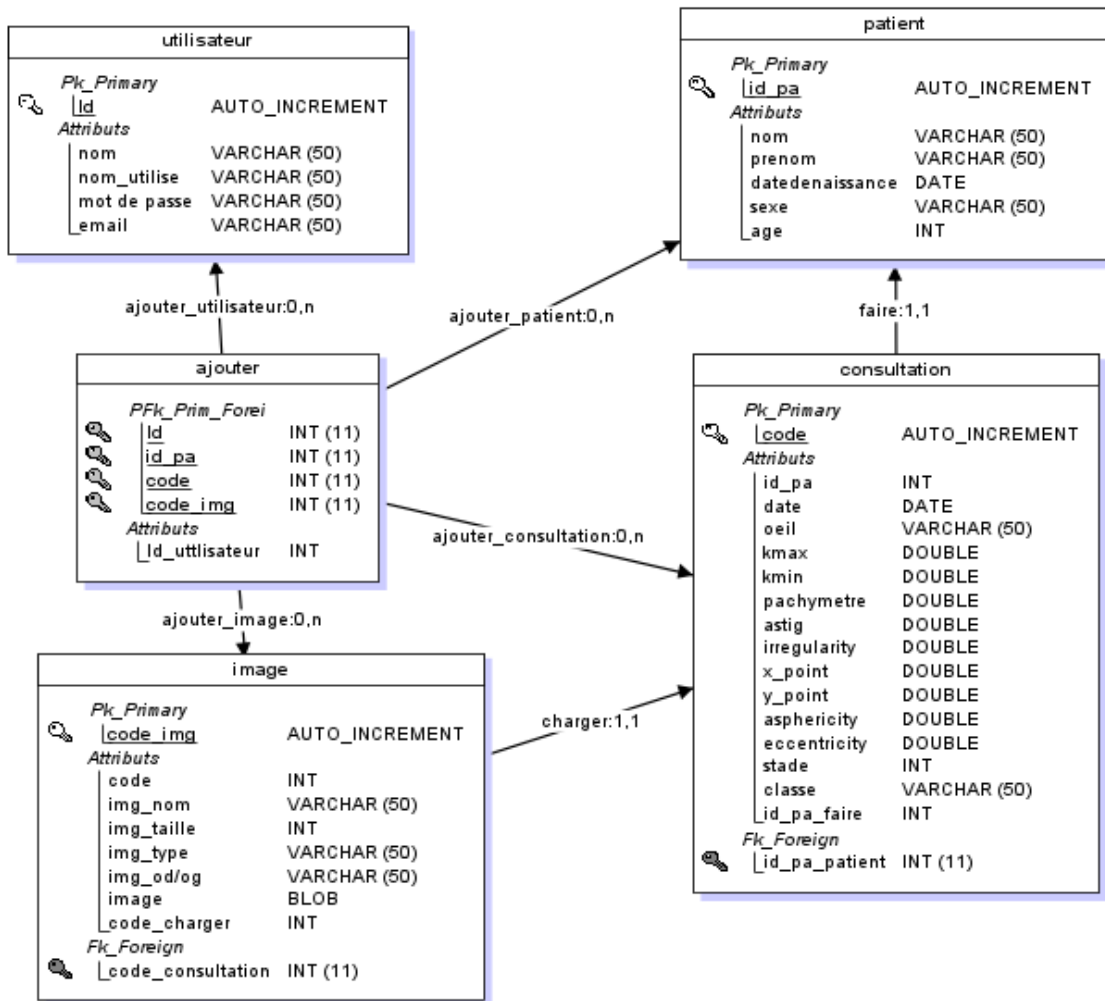 utilisateur
Pk_Primary
Id AUTO_INCREMENT
Attributs
nom VARCHAR (50)
nom_utilise VARCHAR (50)
mot de passe VARCHAR (50)
email VARCHAR (50)
patient
Pk_Primary
id_pa AUTO_INCREMENT
Attributs
nom VARCHAR (50)
prenom VARCHAR (50)
datedenaissance DATE
sexe VARCHAR (50)
age INT
ajouter_utilisateur:0,n
ajouter_patient:0,n
faire:1,1
ajouter
PFk_Prim_Forei
Id INT (11)
id_pa INT (11)
code INT (11)
code_img INT (11)
Attributs
Id_uttlisateur INT
consultation
Pk_Primary
code AUTO_INCREMENT
Attributs
id_pa INT
date DATE
oeil VARCHAR (50)
kmax DOUBLE
kmin DOUBLE
pachymetre DOUBLE
astig DOUBLE
irregularity DOUBLE
x_point DOUBLE
y_point DOUBLE
asphericity DOUBLE
eccentricity DOUBLE
stade INT
classe VARCHAR (50)
id_pa_faire INT
Fk_Foreign
id_pa_patient INT (11)
ajouter_consultation:0,n
ajouter_image:0,n
charger:1,1
image
Pk_Primary
code_img AUTO_INCREMENT
Attributs
code INT
img_nom VARCHAR (50)
img_taille INT
img_type VARCHAR (50)
img_od/og VARCHAR (50)
image BLOB
code_charger INT
Fk_Foreign
code_consultation INT (11)